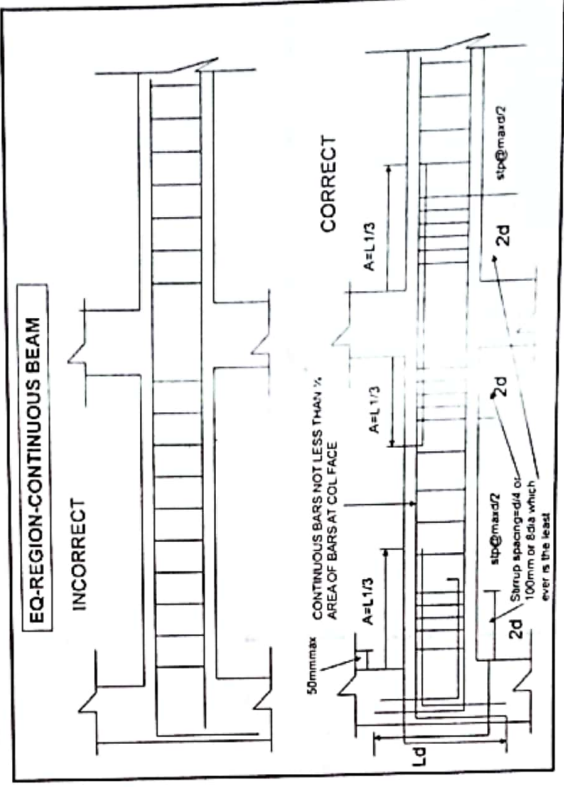 EQ-REGION-CONTINUOUS BEAM
INCORRECT
CORRECT
50mmmax
CONTINUOUS BARS NOT LESS THAN ¼
AREA OF BARS AT COL FACE
A=L1/3
A=L1/3
A=L1/3
Ld
2d
stp@maxd/2
2d
2d
stp@maxd/2
Stirrup spacing=d/4 or
100mm or 8dia which
ever is the least